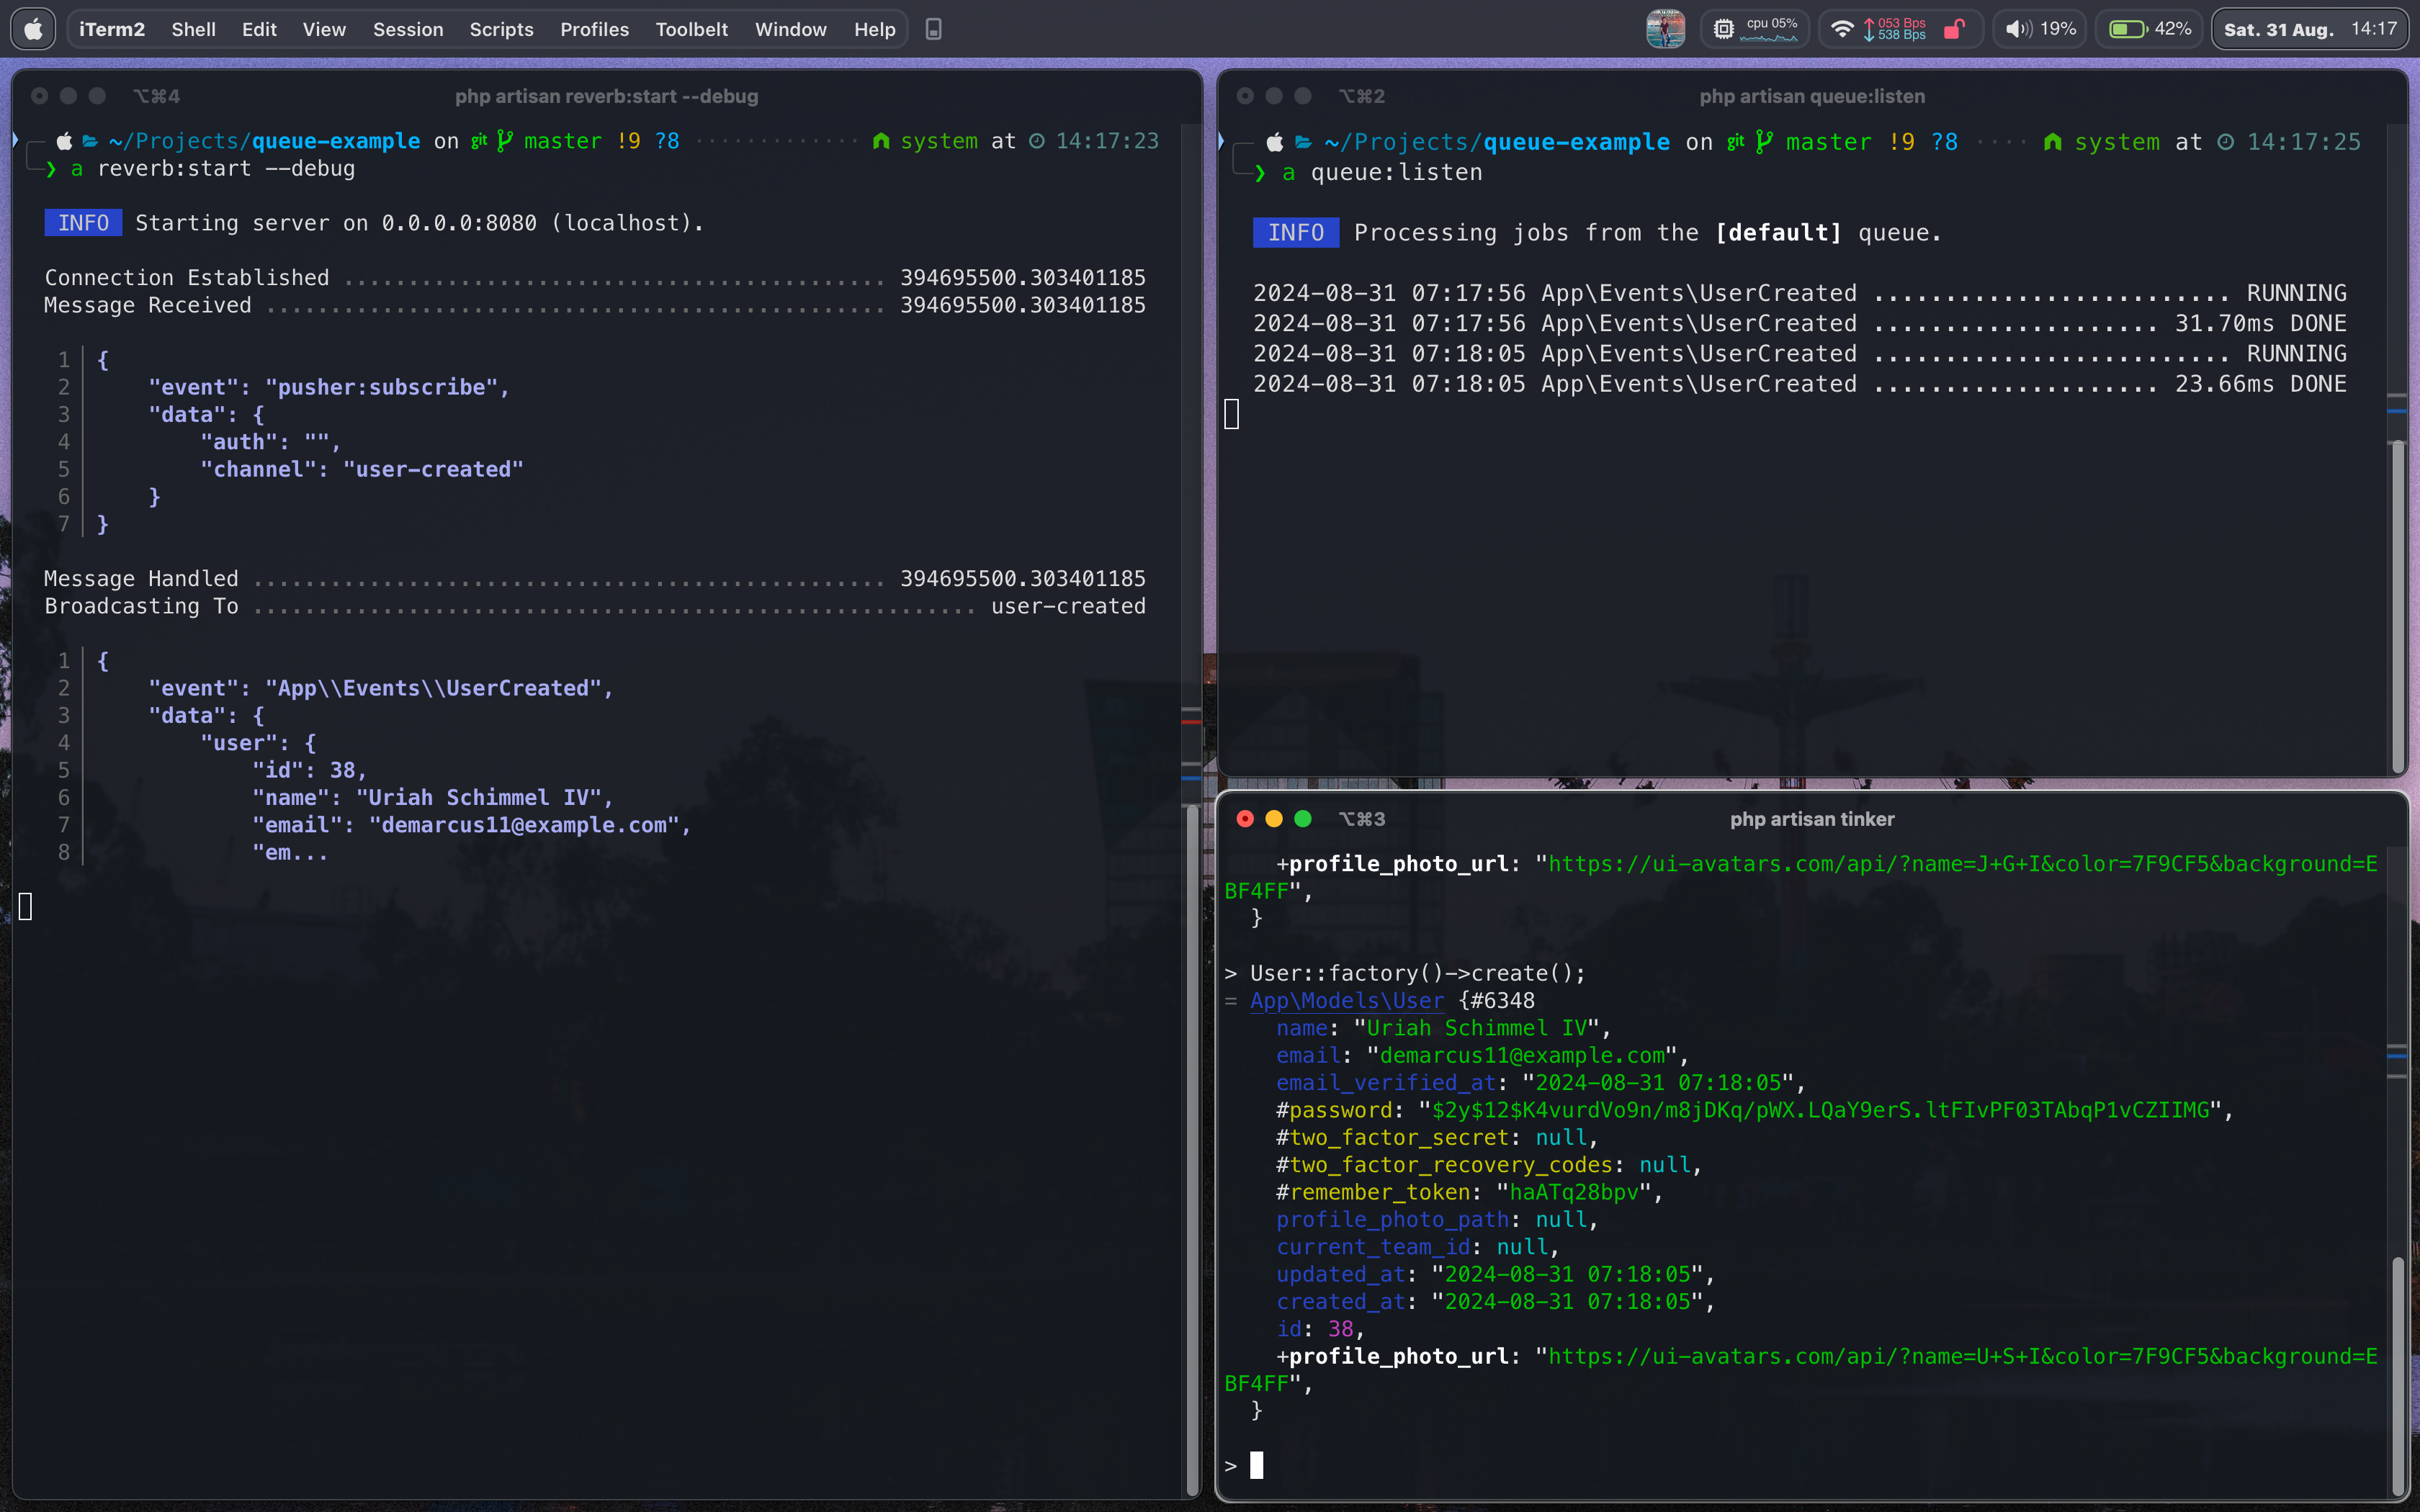 iTerm2 Shell Edit View Session Scripts Profiles Toolbelt Window Help cpu 05% 053 Bps 538 Bps 19% 42% Sat. 31 Aug. 14:17
⌥⌘4 php artisan reverb:start --debug
~/Projects/queue-example on git master !9 ?8 ············· system at 14:17:23
❯ a reverb:start --debug
INFO Starting server on 0.0.0.0:8080 (localhost).
Connection Established .......................................... 394695500.303401185
Message Received ................................................ 394695500.303401185
1 {
2 "event": "pusher:subscribe",
3 "data": {
4 "auth": "",
5 "channel": "user-created"
6 }
7 }
Message Handled ................................................. 394695500.303401185
Broadcasting To ........................................................ user-created
1 {
2 "event": "App\\Events\\UserCreated",
3 "data": {
4 "user": {
5 "id": 38,
6 "name": "Uriah Schimmel IV",
7 "email": "demarcus11@example.com",
8 "em...
⌥⌘2 php artisan queue:listen
~/Projects/queue-example on git master !9 ?8 ···· system at 14:17:25
❯ a queue:listen
INFO Processing jobs from the [default] queue.
2024-08-31 07:17:56 App\Events\UserCreated ......................... RUNNING
2024-08-31 07:17:56 App\Events\UserCreated .................... 31.70ms DONE
2024-08-31 07:18:05 App\Events\UserCreated ......................... RUNNING
2024-08-31 07:18:05 App\Events\UserCreated .................... 23.66ms DONE
⌥⌘3 php artisan tinker
+profile_photo_url: "https://ui-avatars.com/api/?name=J+G+I&color=7F9CF5&background=E
BF4FF",
}
> User::factory()->create();
= App\Models\User {#6348
name: "Uriah Schimmel IV",
email: "demarcus11@example.com",
email_verified_at: "2024-08-31 07:18:05",
#password: "$2y$12$K4vurdVo9n/m8jDKq/pWX.LQaY9erS.ltFIvPF03TAbqP1vCZIIMG",
#two_factor_secret: null,
#two_factor_recovery_codes: null,
#remember_token: "haATq28bpv",
profile_photo_path: null,
current_team_id: null,
updated_at: "2024-08-31 07:18:05",
created_at: "2024-08-31 07:18:05",
id: 38,
+profile_photo_url: "https://ui-avatars.com/api/?name=U+S+I&color=7F9CF5&background=E
BF4FF",
}
>